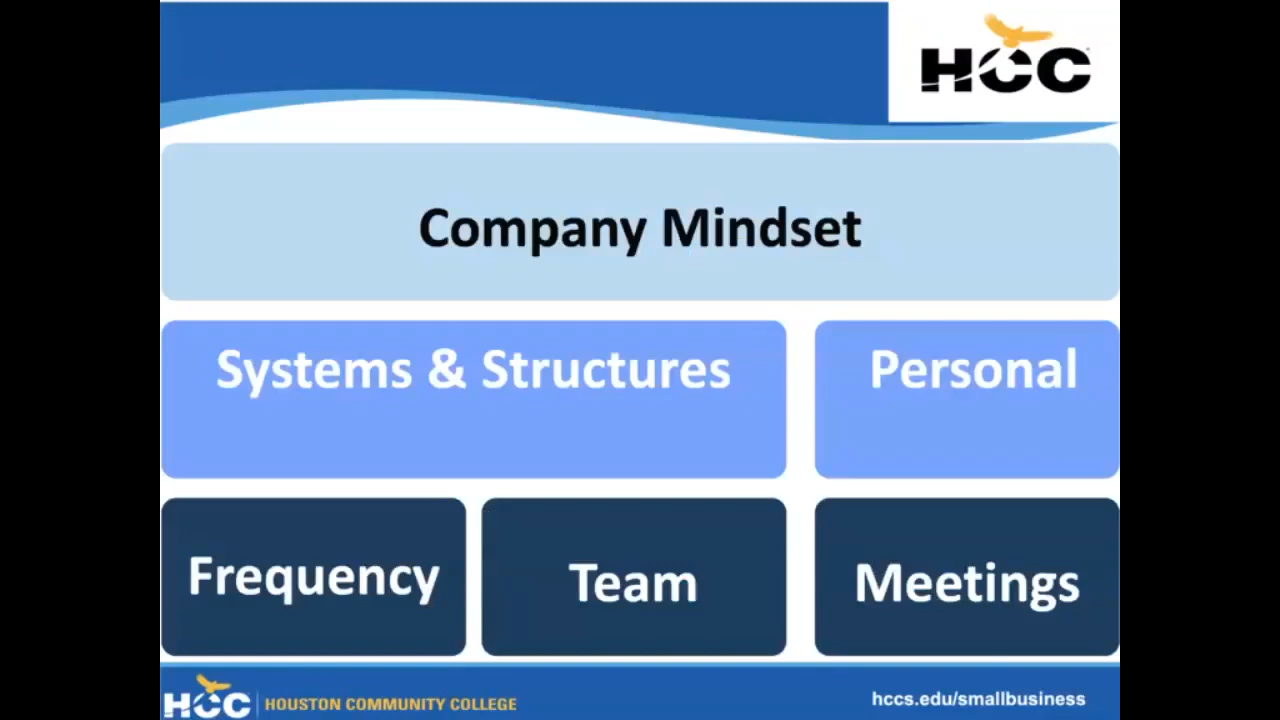 HCC
Company Mindset
Systems & Structures
Personal
Frequency
Team
Meetings
HCC
HOUSTON COMMUNITY COLLEGE
hccs.edu/smallbusiness